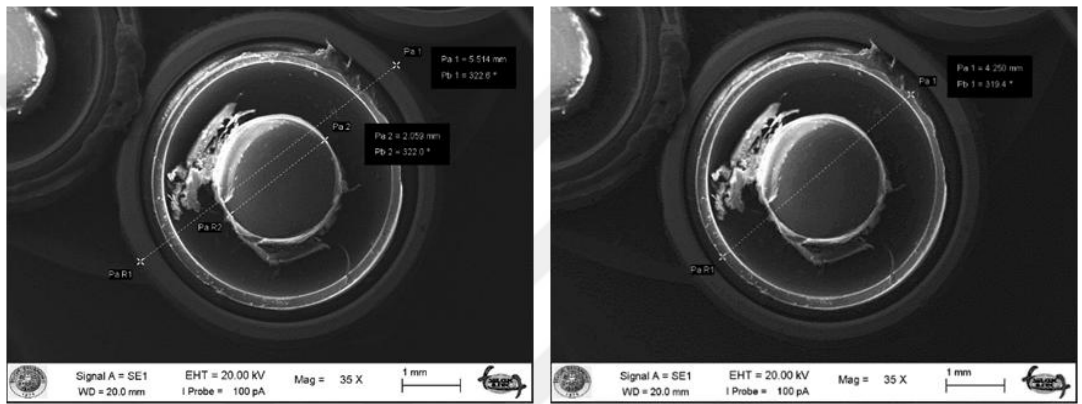 Pa 1
Pa 1 = 5.514 mm
Pb 1 = 322.6 °
Pa 2
Pa 2 = 2.059 mm
Pb 2 = 322.0 °
Pa R2
Pa R1
Signal A = SE1
WD = 20.0 mm
EHT = 20.00 kV
I Probe = 100 pA
Mag = 35 X
1 mm
Pa 1
Pa 1 = 4.250 mm
Pb 1 = 319.4 °
Pa R1
Signal A = SE1
WD = 20.0 mm
EHT = 20.00 kV
I Probe = 100 pA
Mag = 35 X
1 mm